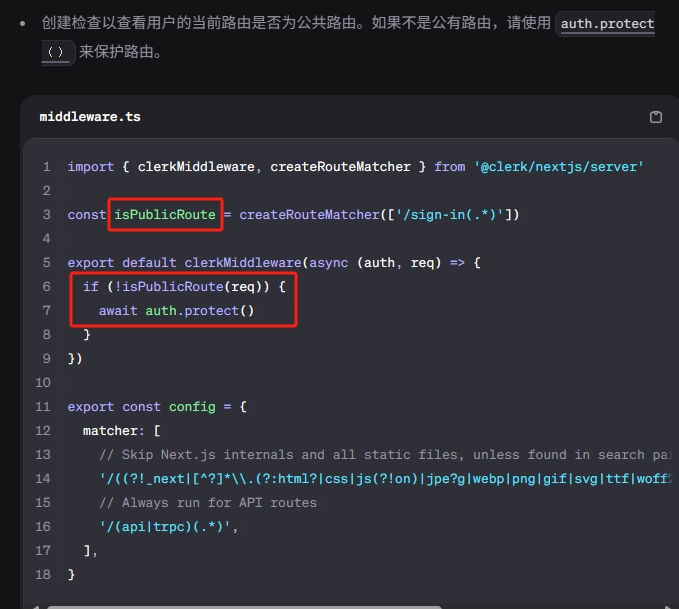 创建检查以查看用户的当前路由是否为公共路由。如果不是公有路由，请使用 auth.protect
() 来保护路由。
middleware.ts
1 import { clerkMiddleware, createRouteMatcher } from '@clerk/nextjs/server'
2
3 const isPublicRoute = createRouteMatcher(['/sign-in(.*)'])
4
5 export default clerkMiddleware(async (auth, req) => {
6 if (!isPublicRoute(req)) {
7 await auth.protect()
8 }
9 })
10
11 export const config = {
12 matcher: [
13 // Skip Next.js internals and all static files, unless found in search
14 '/((?!_next|[^?]*\\.(?:html?|css|js(?!on)|jpe?g|webp|png|gif|svg|ttf|woff
15 // Always run for API routes
16 '/(api|trpc)(.*)',
17 ],
18 }